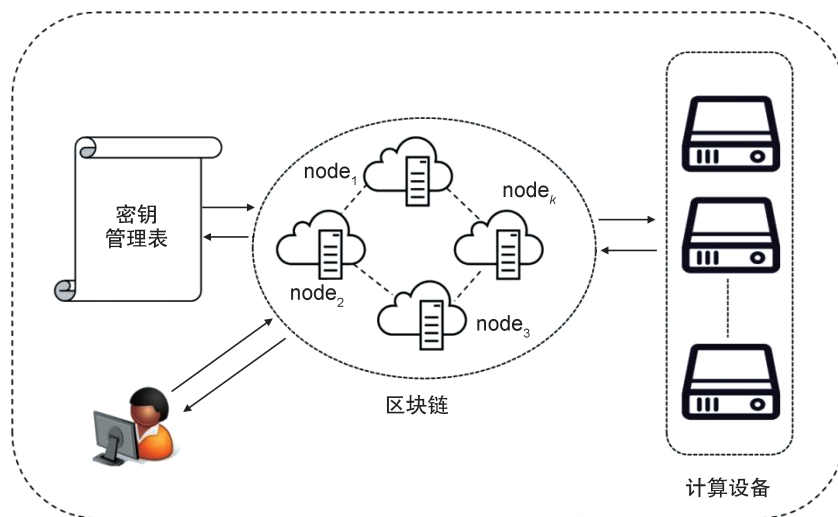 node₁
nodeₖ
密钥
管理表
node₂
node₃
区块链
计算设备